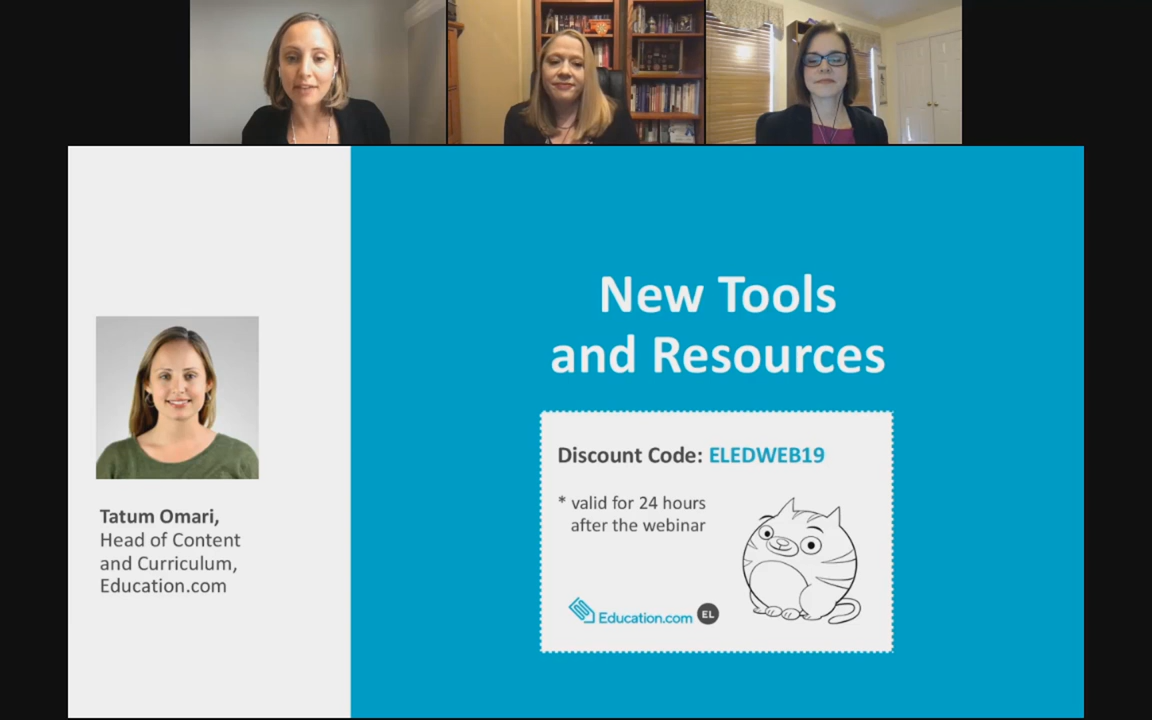 New Tools
and Resources
Discount Code: ELEDWEB19
* valid for 24 hours
after the webinar
Education.com EL
Tatum Omari,
Head of Content
and Curriculum,
Education.com